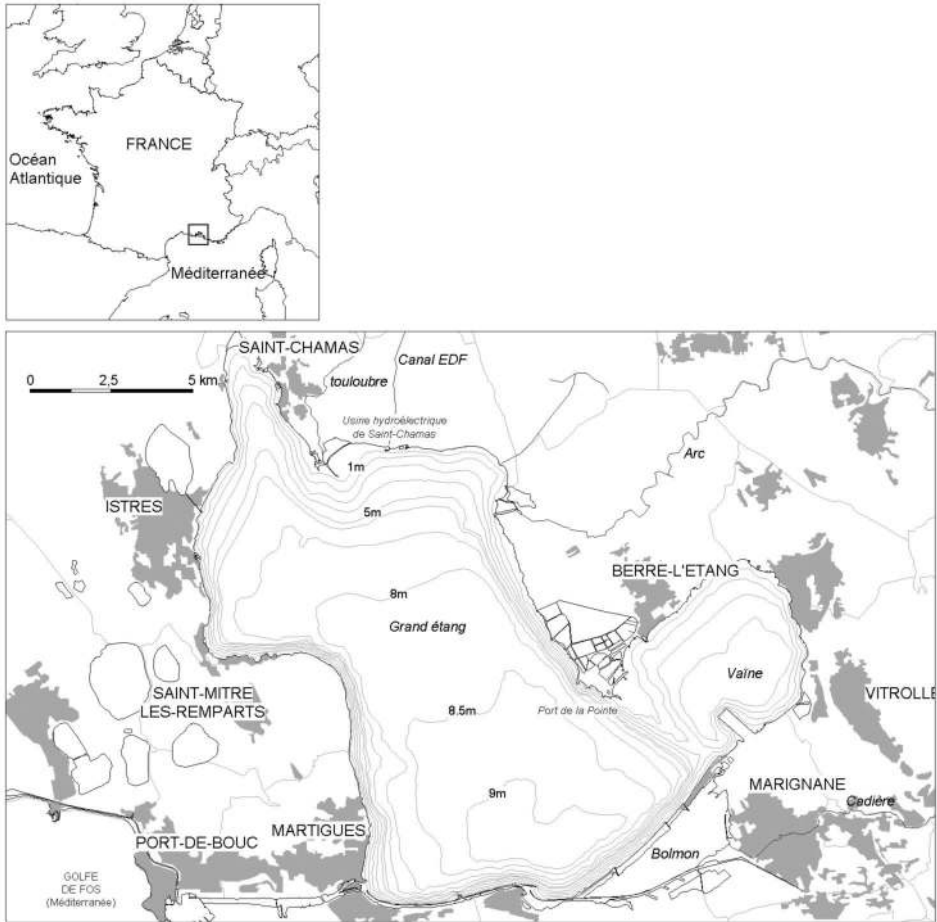 FRANCE
Océan
Atlantique
Méditerranée
SAINT-CHAMAS
Canal EDF
0 2,5 5 km
touloubre
Usine hydroélectrique
de Saint-Chamas
1m
Arc
ISTRES
5m
BERRE-L'ETANG
8m
Grand étang
Vaïne
SAINT-MITRE
LES-REMPARTS
VITROLLE
8.5m
Port de la Pointe
MARIGNANE
9m
Cadière
MARTIGUES
PORT-DE-BOUC
Bolmon
GOLFE
DE FOS
(Méditerranée)